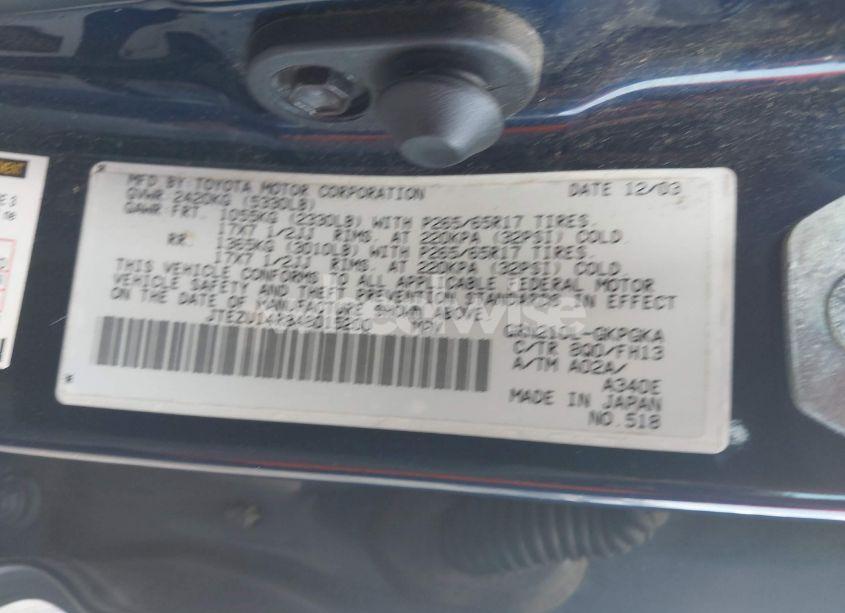 MFD BY:TOYOTA MOTOR CORPORATION DATE 12/03
GVWR 2420KG (5330LB)
GAWR FRT. 1055KG (2330LB) WITH P265/65R17 TIRES.
17X7 1/2JJ RIMS. AT 220KPA (32PSI) COLD.
RR. 1365KG (3010LB) WITH P265/65R17 TIRES.
17X7 1/2JJ RIMS. AT 220KPA (32PSI) COLD.
THIS VEHICLE CONFORMS TO ALL APPLICABLE FEDERAL MOTOR
VEHICLE SAFETY AND THEFT PREVENTION STANDARDS IN EFFECT
ON THE DATE OF MANUFACTURE SHOWN ABOVE.
MPV GRN210L-GKPGKA
C/TR 8Q0/FH13
A/TM A02A/
A340E
MADE IN JAPAN
NO.518